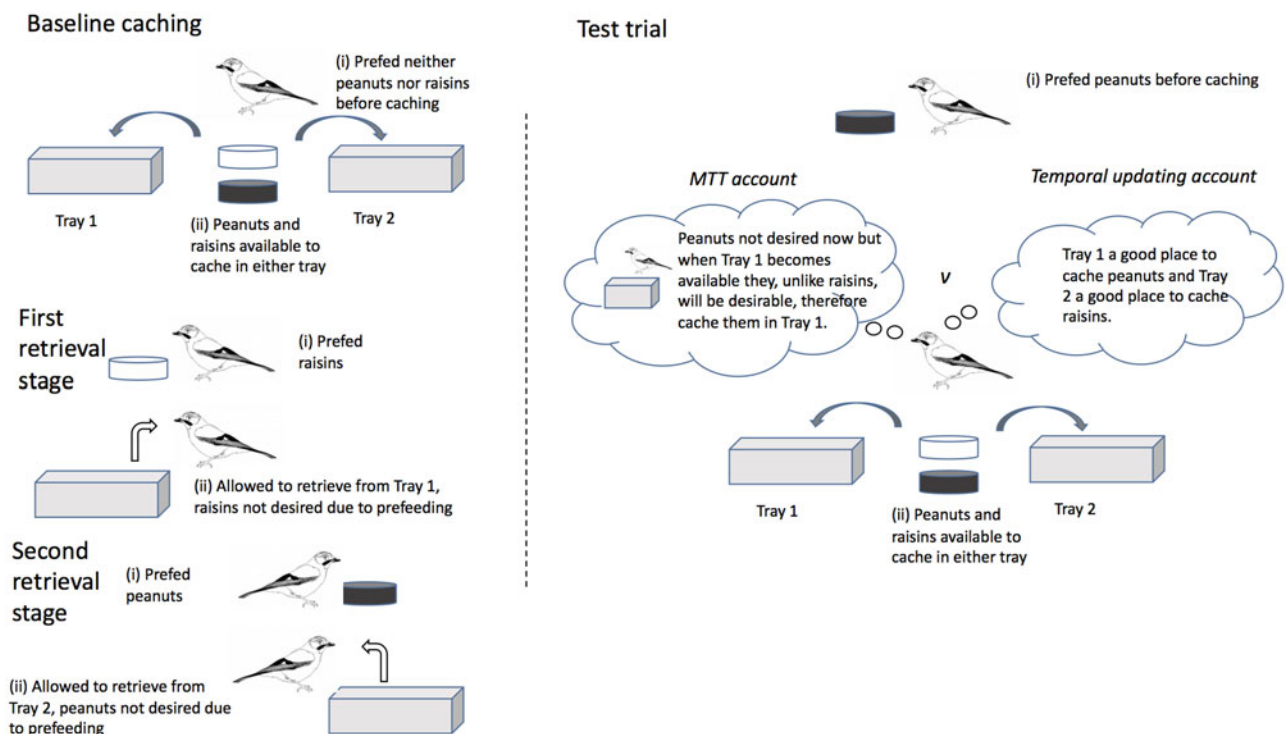 Baseline caching
(i) Prefed neither
peanuts nor raisins
before caching
Tray 1
Tray 2
(ii) Peanuts and
raisins available to
cache in either tray
First
retrieval
stage
(i) Prefed
raisins
(ii) Allowed to retrieve from Tray 1,
raisins not desired due to prefeeding
Second
retrieval
stage
(i) Prefed
peanuts
(ii) Allowed to retrieve from
Tray 2, peanuts not desired due
to prefeeding
Test trial
(i) Prefed peanuts before caching
MTT account
Temporal updating account
Peanuts not desired now but
when Tray 1 becomes
available they, unlike raisins,
will be desirable, therefore
cache them in Tray 1.
v
Tray 1 a good place to
cache peanuts and Tray
2 a good place to cache
raisins.
Tray 1
Tray 2
(ii) Peanuts and
raisins available to
cache in either tray